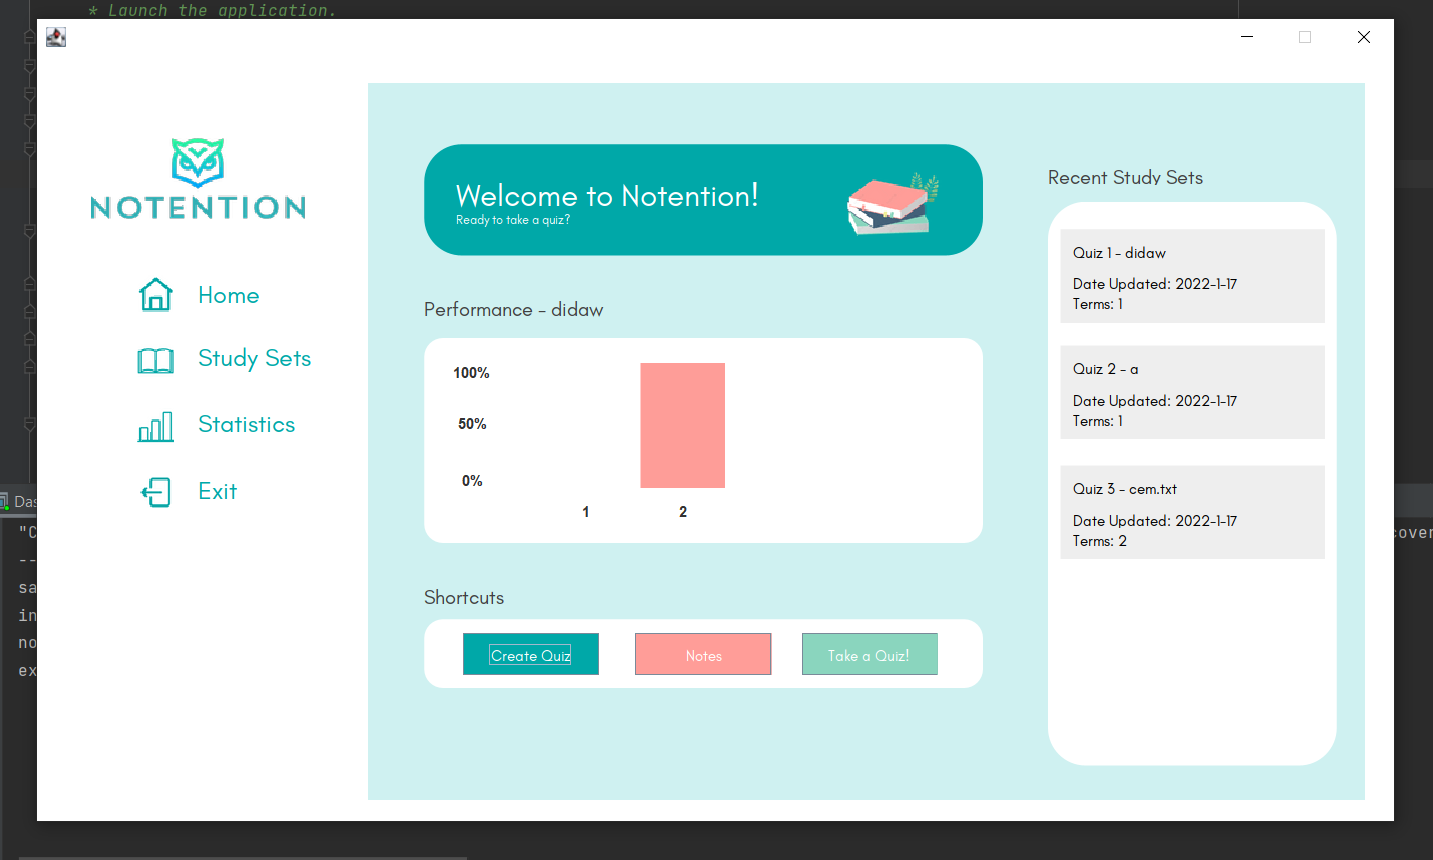 * Launch the application.
NOTENTION
Home
Study Sets
Statistics
Exit
Welcome to Notention!
Ready to take a quiz?
Performance - didaw
100%
50%
0%
1
2
Shortcuts
Create Quiz
Notes
Take a Quiz!
Recent Study Sets
Quiz 1 - didaw
Date Updated: 2022-1-17
Terms: 1
Quiz 2 - a
Date Updated: 2022-1-17
Terms: 1
Quiz 3 - cem.txt
Date Updated: 2022-1-17
Terms: 2
Das
"C
cover
--
sa
in
no
ex